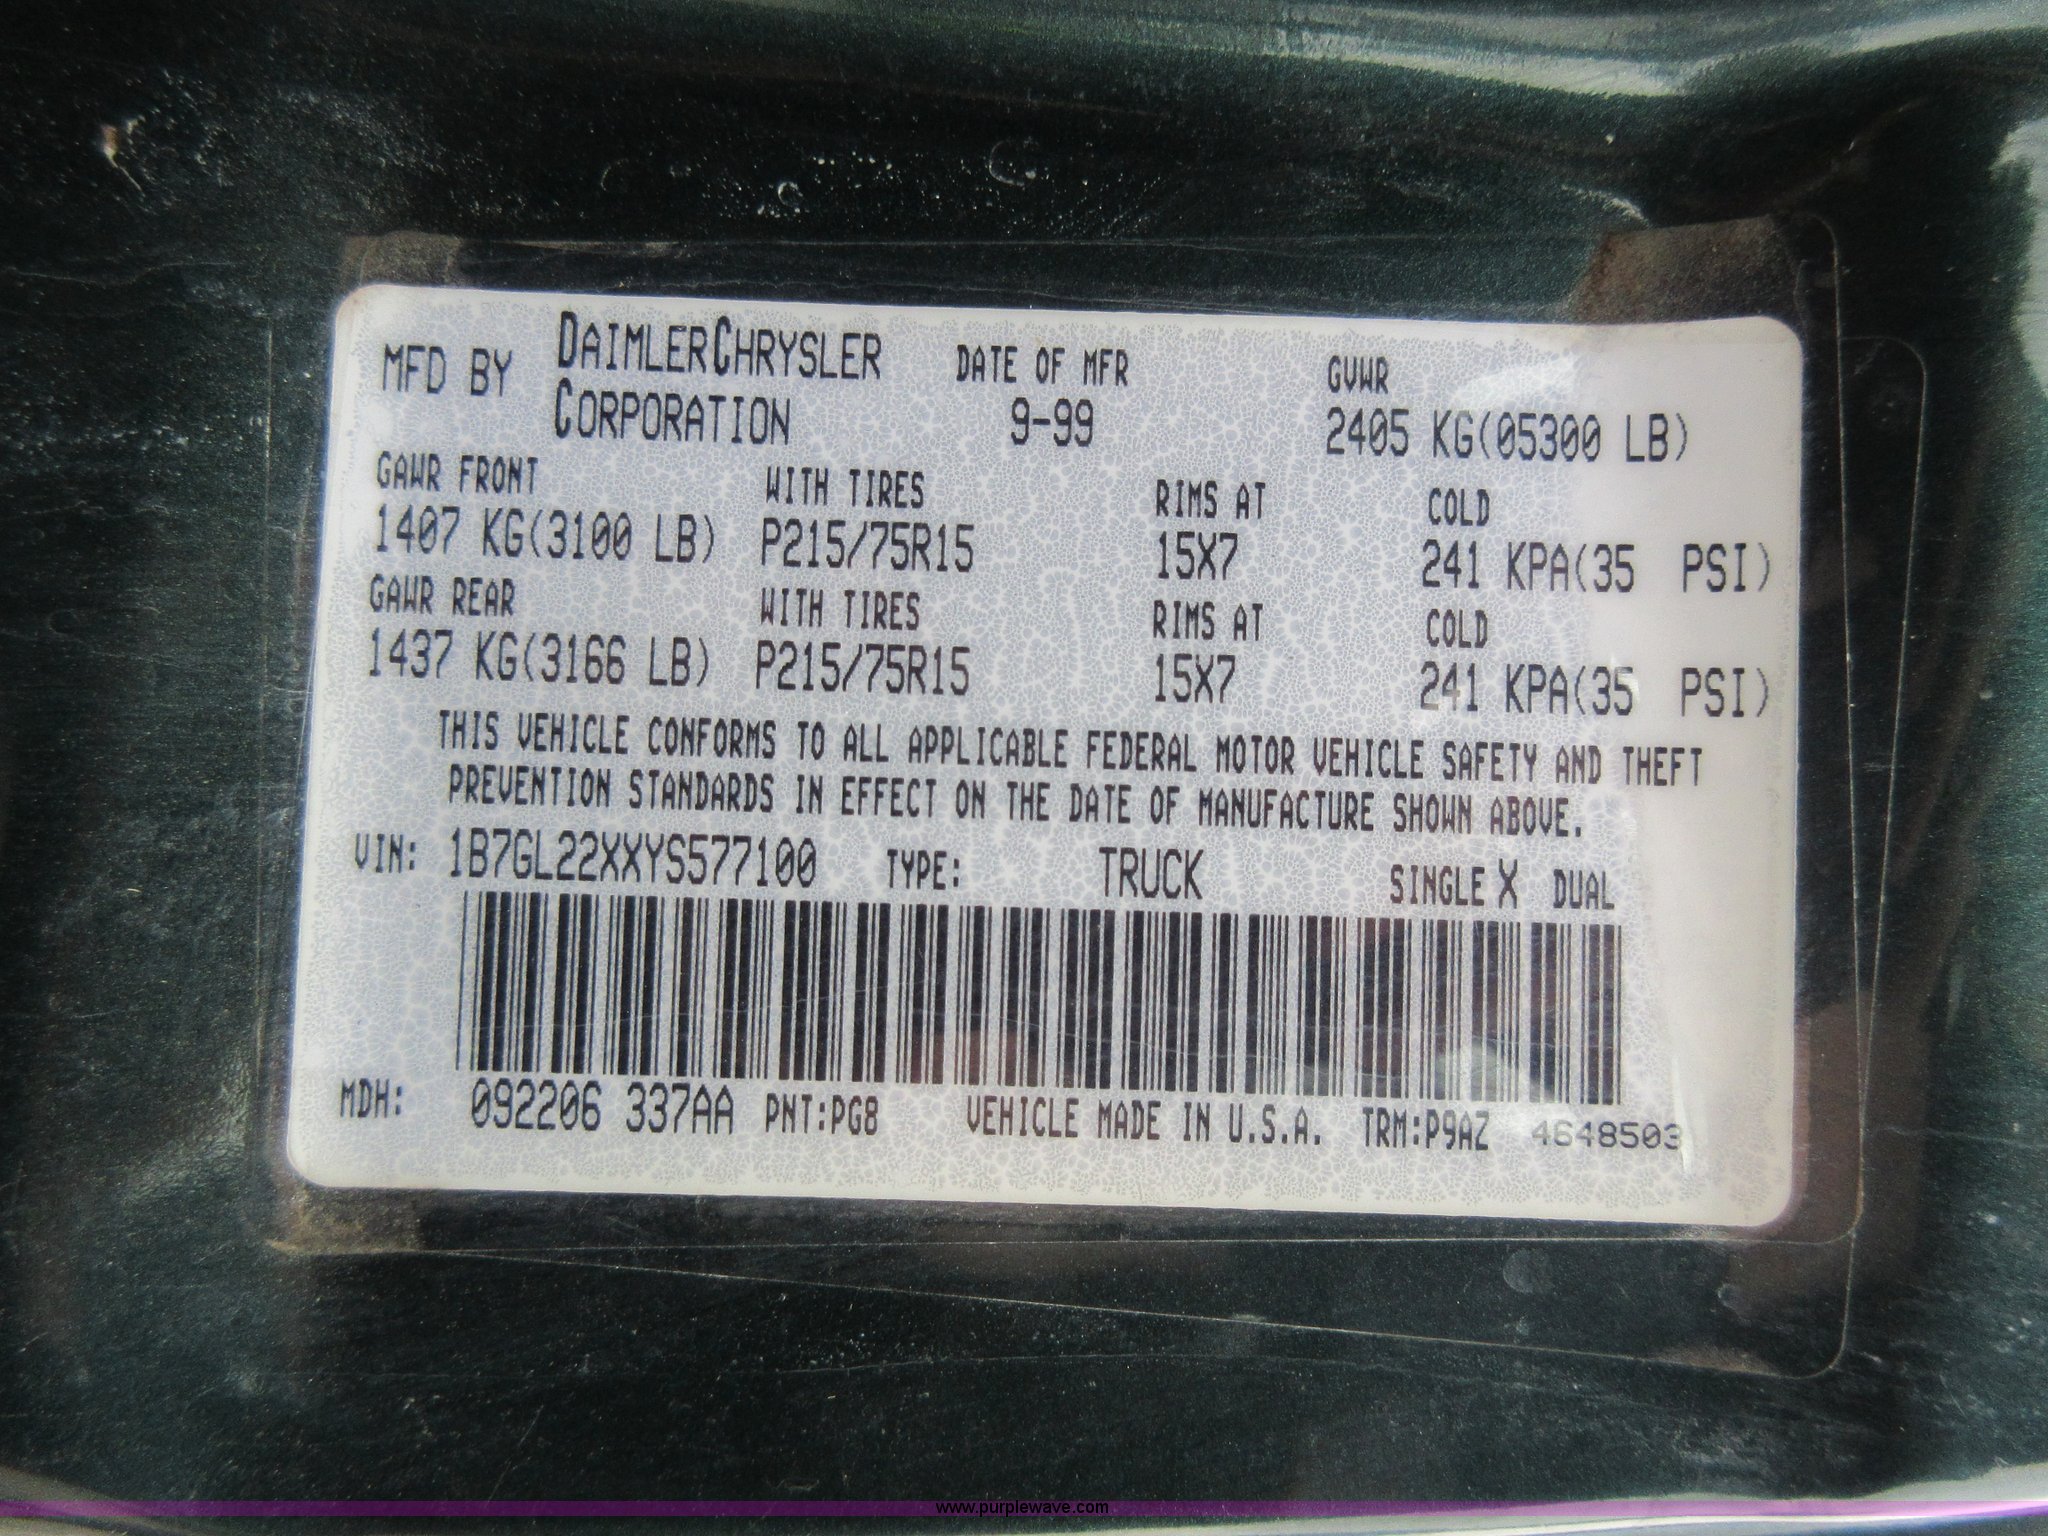 MFD BY DAIMLERCHRYSLER CORPORATION DATE OF MFR 9-99 GVWR 2405 KG(05300 LB)
GAWR FRONT WITH TIRES RIMS AT COLD
1407 KG(3100 LB) P215/75R15 15X7 241 KPA(35 PSI)
GAWR REAR WITH TIRES RIMS AT COLD
1437 KG(3166 LB) P215/75R15 15X7 241 KPA(35 PSI)
THIS VEHICLE CONFORMS TO ALL APPLICABLE FEDERAL MOTOR VEHICLE SAFETY AND THEFT
PREVENTION STANDARDS IN EFFECT ON THE DATE OF MANUFACTURE SHOWN ABOVE.
VIN: 1B7GL22XXYS577100 TYPE: TRUCK SINGLE X DUAL
MDH: 092206 337AA PNT:PG8 VEHICLE MADE IN U.S.A. TRM:P9AZ 4648503
www.purplewave.com